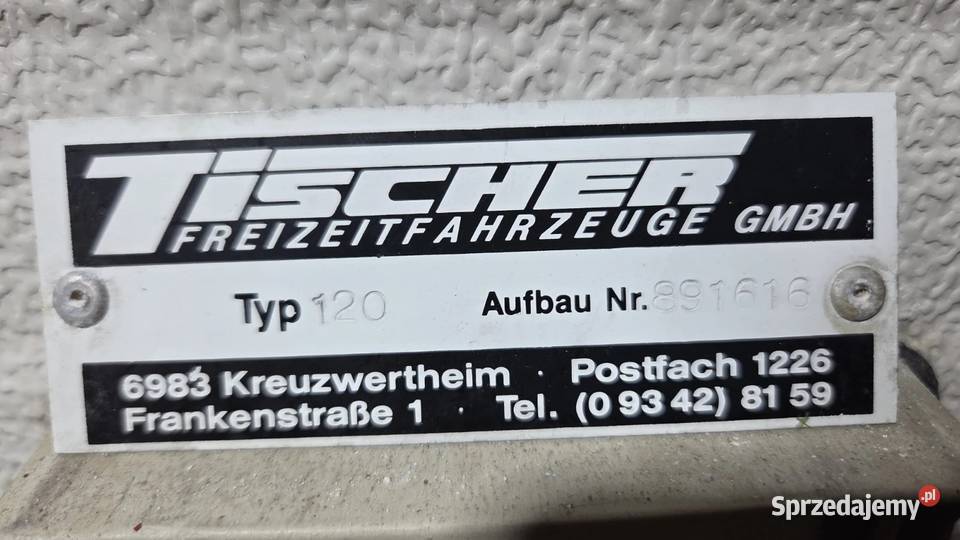 TISCHER
FREIZEITFAHRZEUGE GMBH
Typ 120 Aufbau Nr. 891616
6983 Kreuzwertheim · Postfach 1226
Frankenstraße 1 · Tel. (0 93 42) 81 59
Sprzedajemy.pl